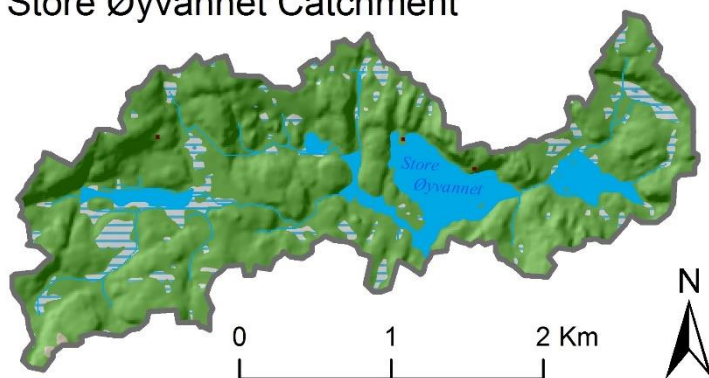 Store Øyvannet Catchment
Store
Øyvannet
N
0 1 2 Km